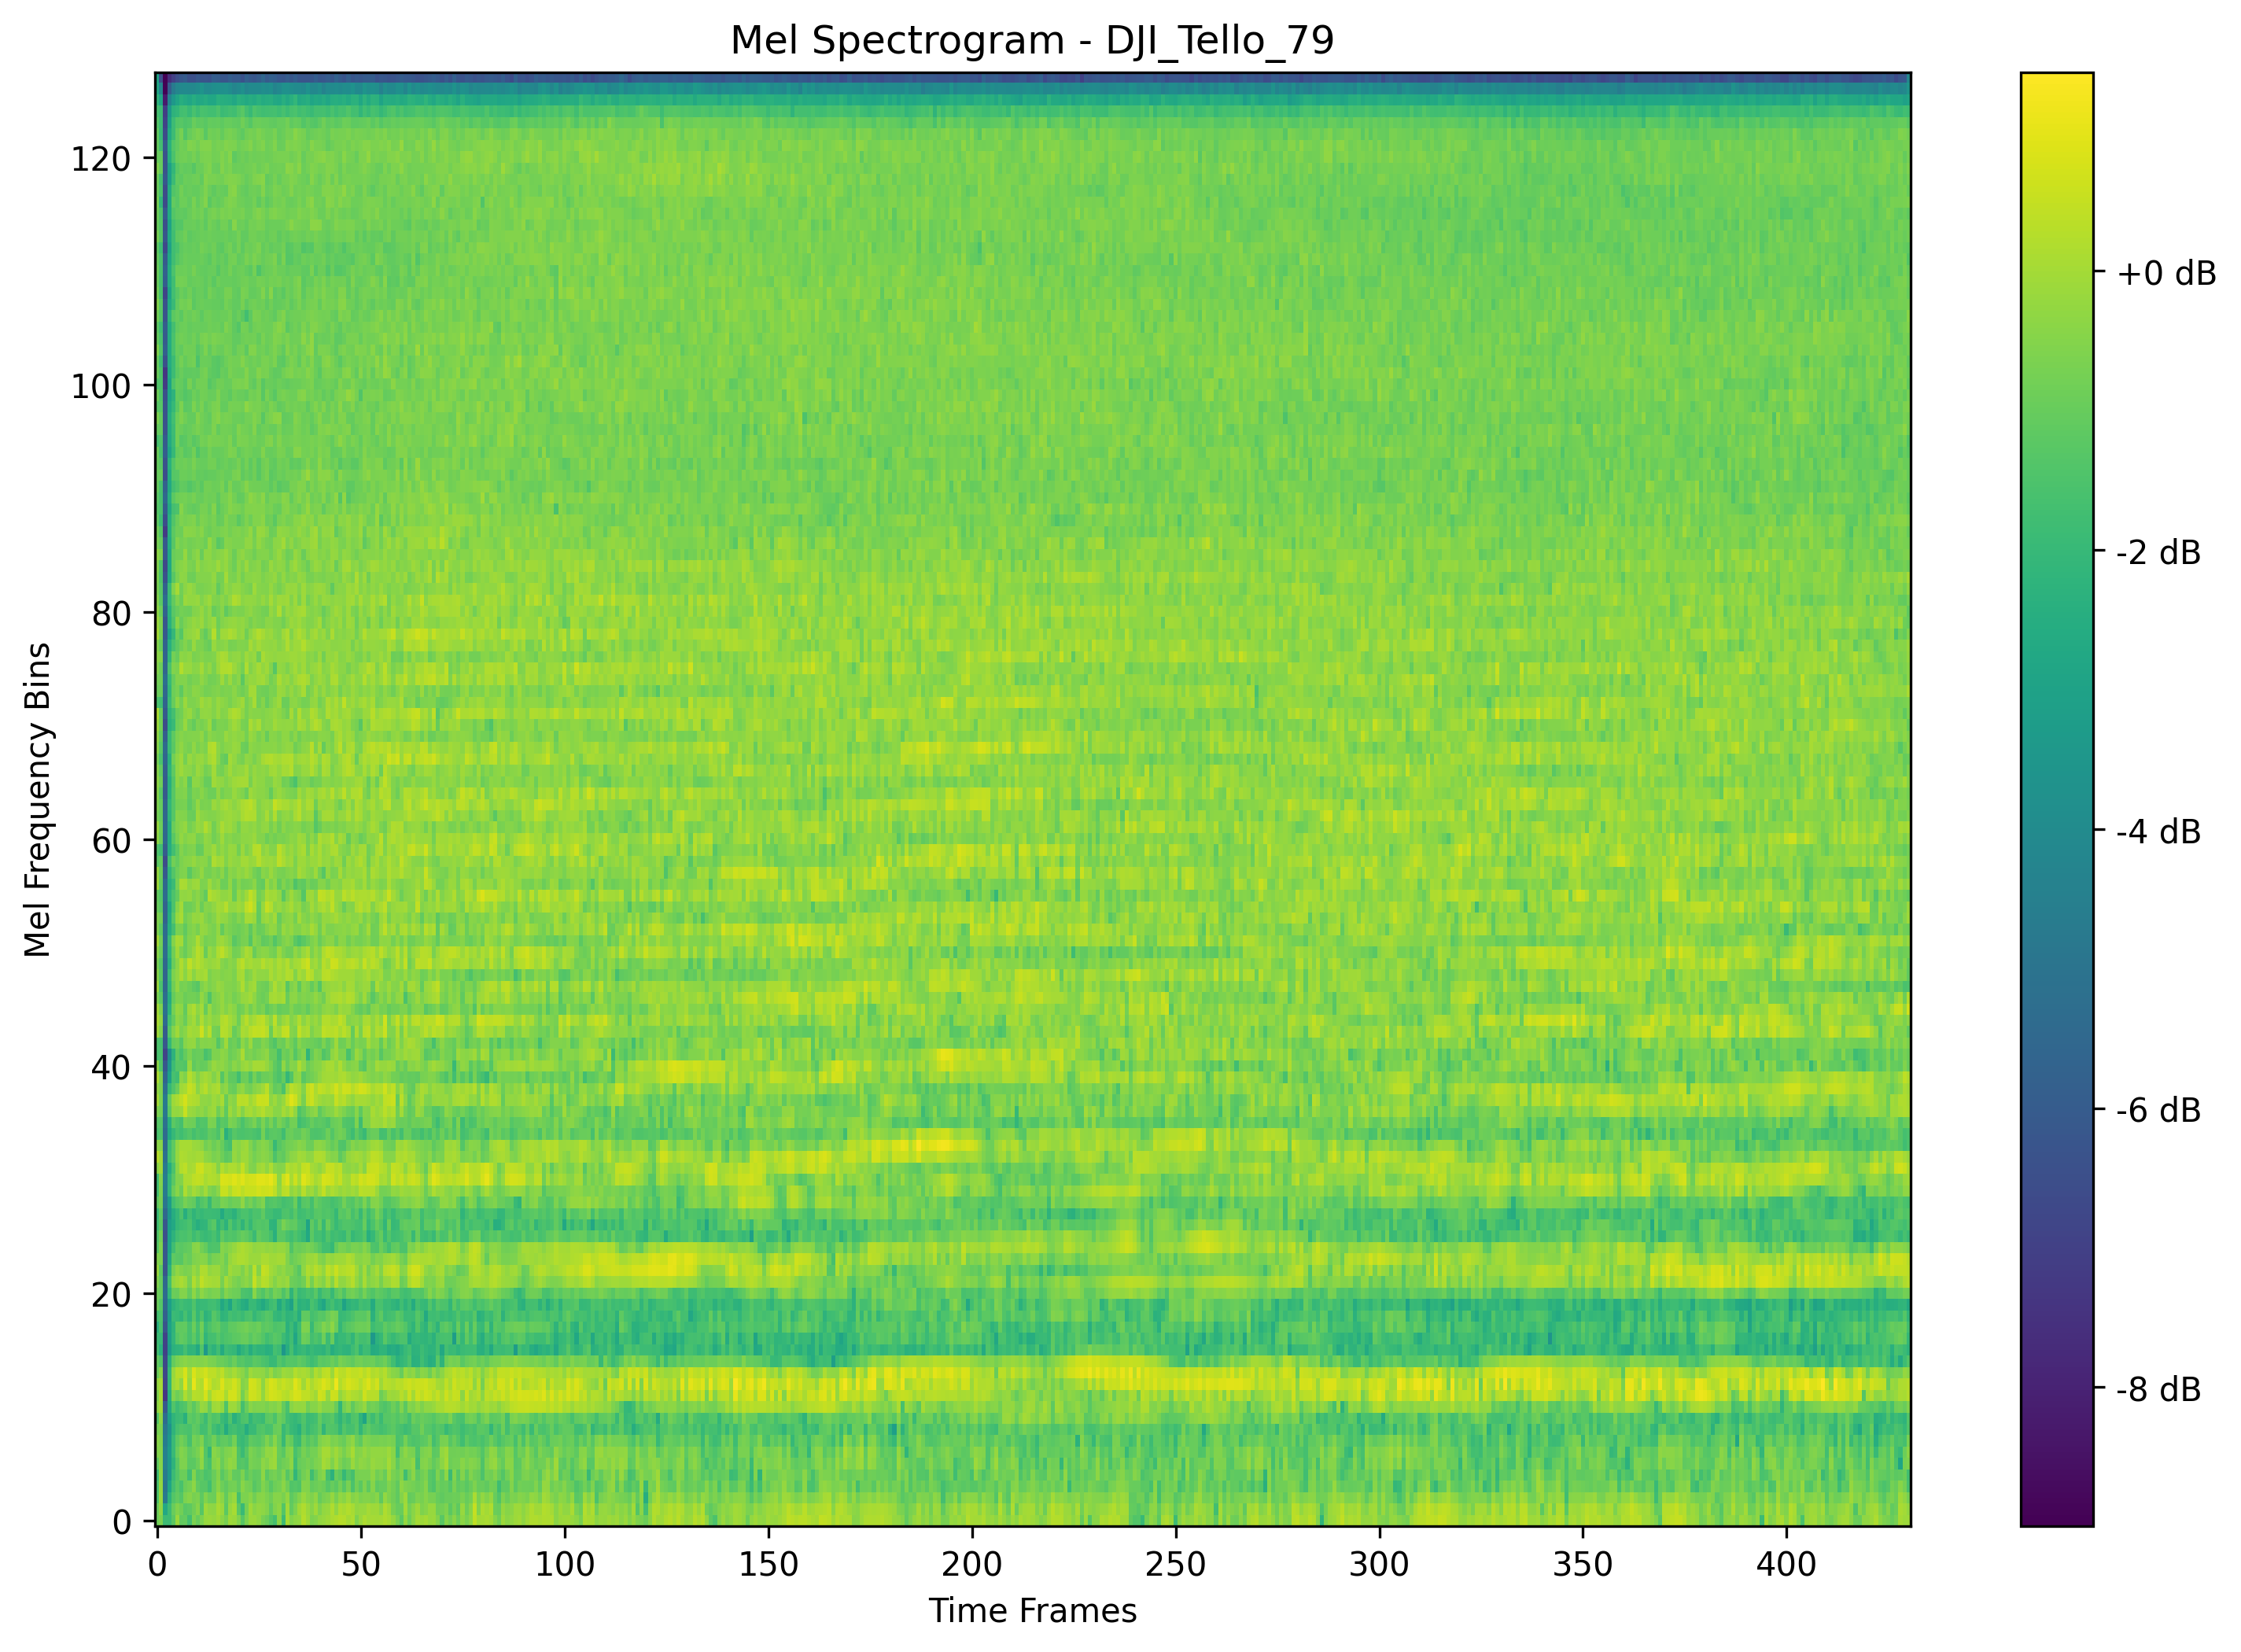 Mel Spectrogram - DJI_Tello_79
Mel Frequency Bins
120
100
80
60
40
20
0
0 50 100 150 200 250 300 350 400
Time Frames
+0 dB
-2 dB
-4 dB
-6 dB
-8 dB